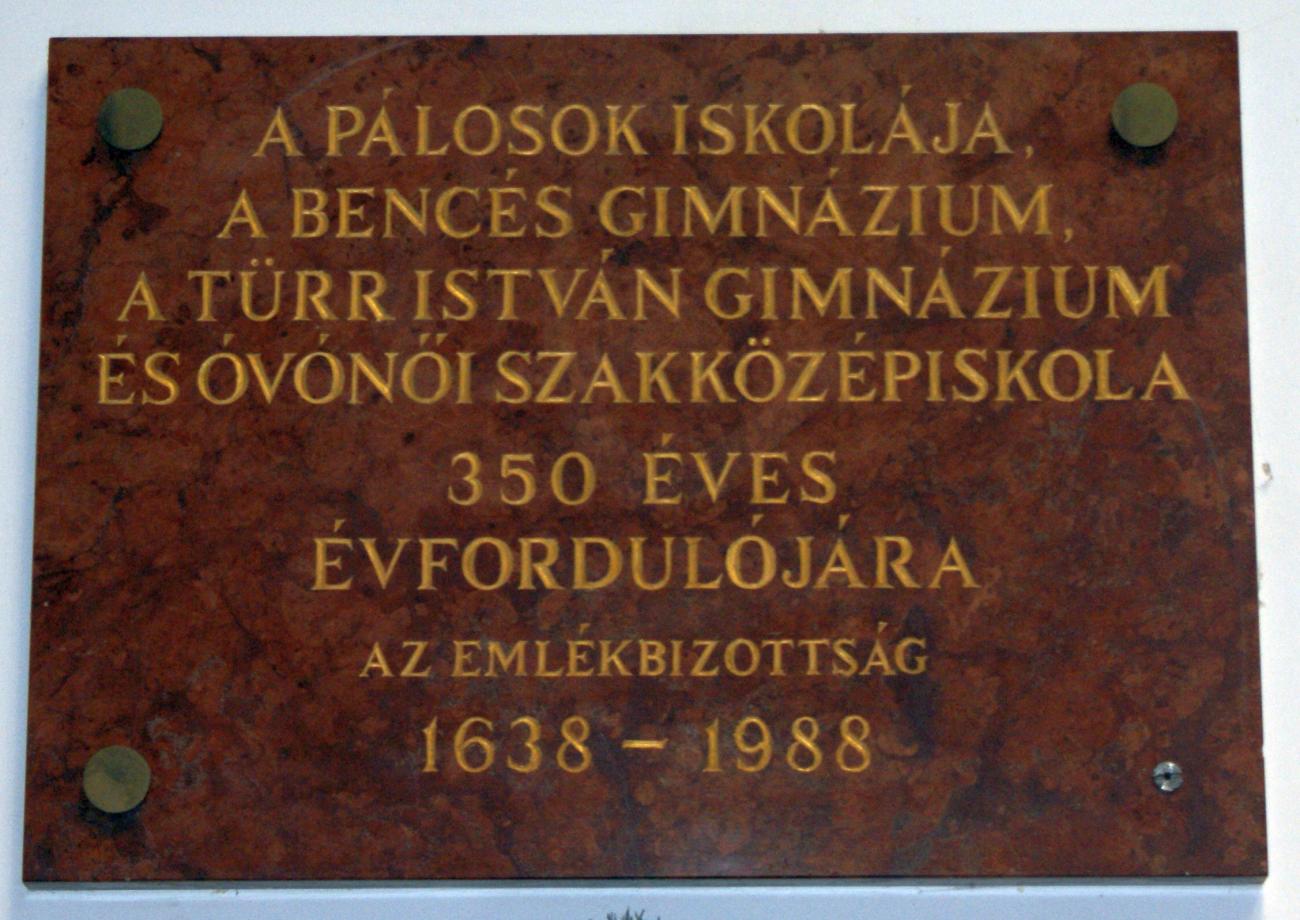 A PÁLOSOK ISKOLÁJA,
A BENCÉS GIMNÁZIUM,
A TÜRR ISTVÁN GIMNÁZIUM
ÉS ÓVÓNŐI SZAKKÖZÉPISKOLA
350 ÉVES
ÉVFORDULÓJÁRA
AZ EMLÉKBIZOTTSÁG
1638 – 1988